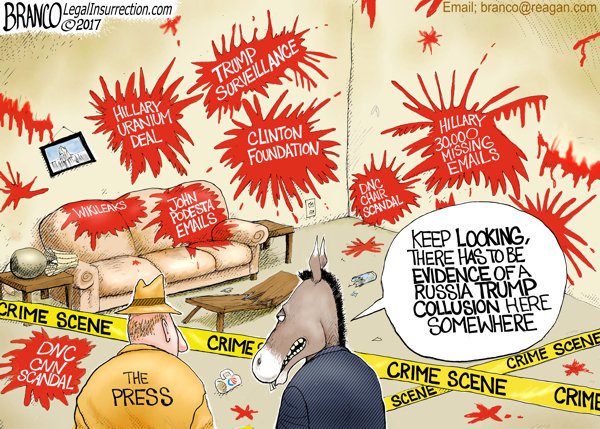 BRANCO LegalInsurrection.com
©2017
Email; branco@reagan.com
TRUMP
SURVEILLANCE
HILLARY
URANIUM
DEAL
CLINTON
FOUNDATION
HILLARY
30,000
MISSING
EMAILS
DNC
CHAIR
SCANDAL
WIKILEAKS
JOHN
PODESTA
EMAILS
KEEP LOOKING,
THERE HAS TO BE
EVIDENCE OF A
RUSSIA TRUMP
COLLUSION HERE
SOMEWHERE
CRIME SCENE
CRIME
CRIME SCENE
CRIME SCENE
SCENE
CRIME
DNC
CNN
SCANDAL
THE
PRESS